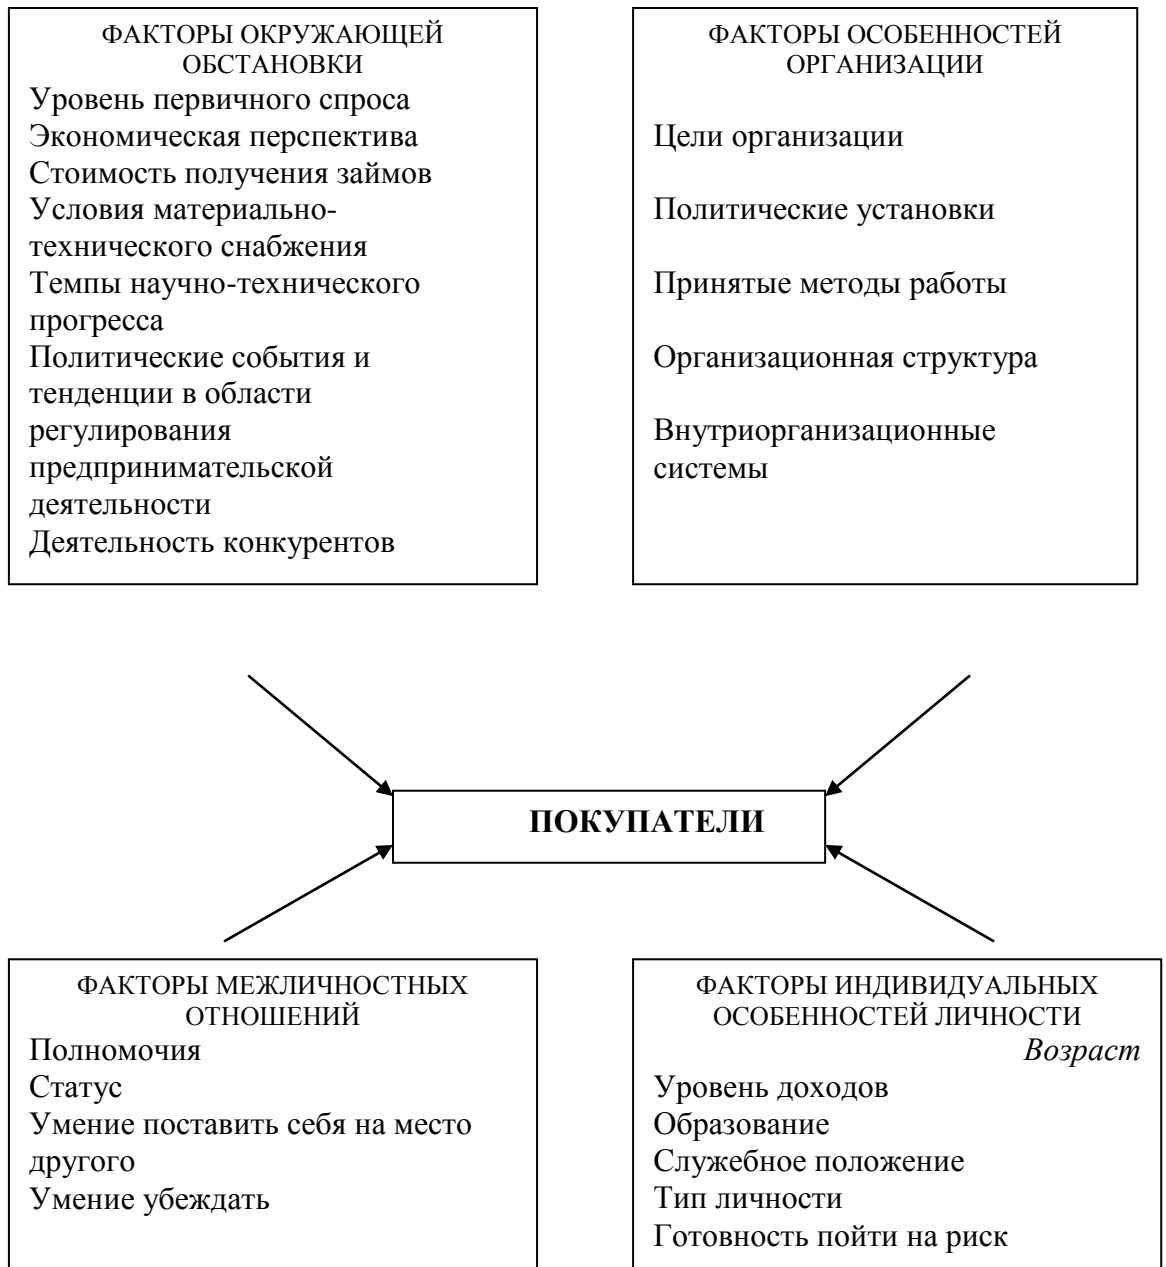 ФАКТОРЫ ОКРУЖАЮЩЕЙ
ОБСТАНОВКИ
Уровень первичного спроса
Экономическая перспектива
Стоимость получения займов
Условия материально-
технического снабжения
Темпы научно-технического
прогресса
Политические события и
тенденции в области
регулирования
предпринимательской
деятельности
Деятельность конкурентов
ФАКТОРЫ ОСОБЕННОСТЕЙ
ОРГАНИЗАЦИИ
Цели организации
Политические установки
Принятые методы работы
Организационная структура
Внутриорганизационные
системы
ПОКУПАТЕЛИ
ФАКТОРЫ МЕЖЛИЧНОСТНЫХ
ОТНОШЕНИЙ
Полномочия
Статус
Умение поставить себя на место
другого
Умение убеждать
ФАКТОРЫ ИНДИВИДУАЛЬНЫХ
ОСОБЕННОСТЕЙ ЛИЧНОСТИ
Возраст
Уровень доходов
Образование
Служебное положение
Тип личности
Готовность пойти на риск